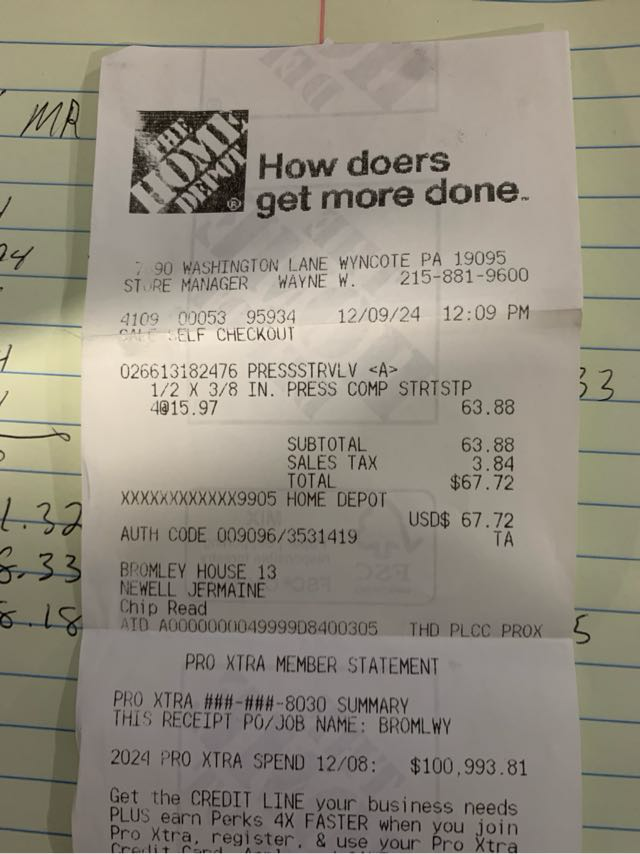 MR
THE
HOME
DEPOT
How doers
get more done.
90 WASHINGTON LANE WYNCOTE PA 19095
STORE MANAGER WAYNE W. 215-881-9600
4109 00053 95934 12/09/24 12:09 PM
SALE SELF CHECKOUT
026613182476 PRESSSTRVLV <A>
1/2 X 3/8 IN. PRESS COMP STRTSTP
4@15.97 63.88
SUBTOTAL 63.88
SALES TAX 3.84
TOTAL $67.72
XXXXXXXXXXXX9905 HOME DEPOT
USD$ 67.72
AUTH CODE 009096/3531419 TA
BROMLEY HOUSE 13
NEWELL JERMAINE
Chip Read
AID A0000000049999D8400305 THD PLCC PROX
PRO XTRA MEMBER STATEMENT
PRO XTRA ###-###-8030 SUMMARY
THIS RECEIPT PO/JOB NAME: BROMLWY
2024 PRO XTRA SPEND 12/08: $100,993.81
Get the CREDIT LINE your business needs
PLUS earn Perks 4X FASTER when you join
Pro Xtra, register, & use your Pro Xtra
33
.32
.33
.18
5